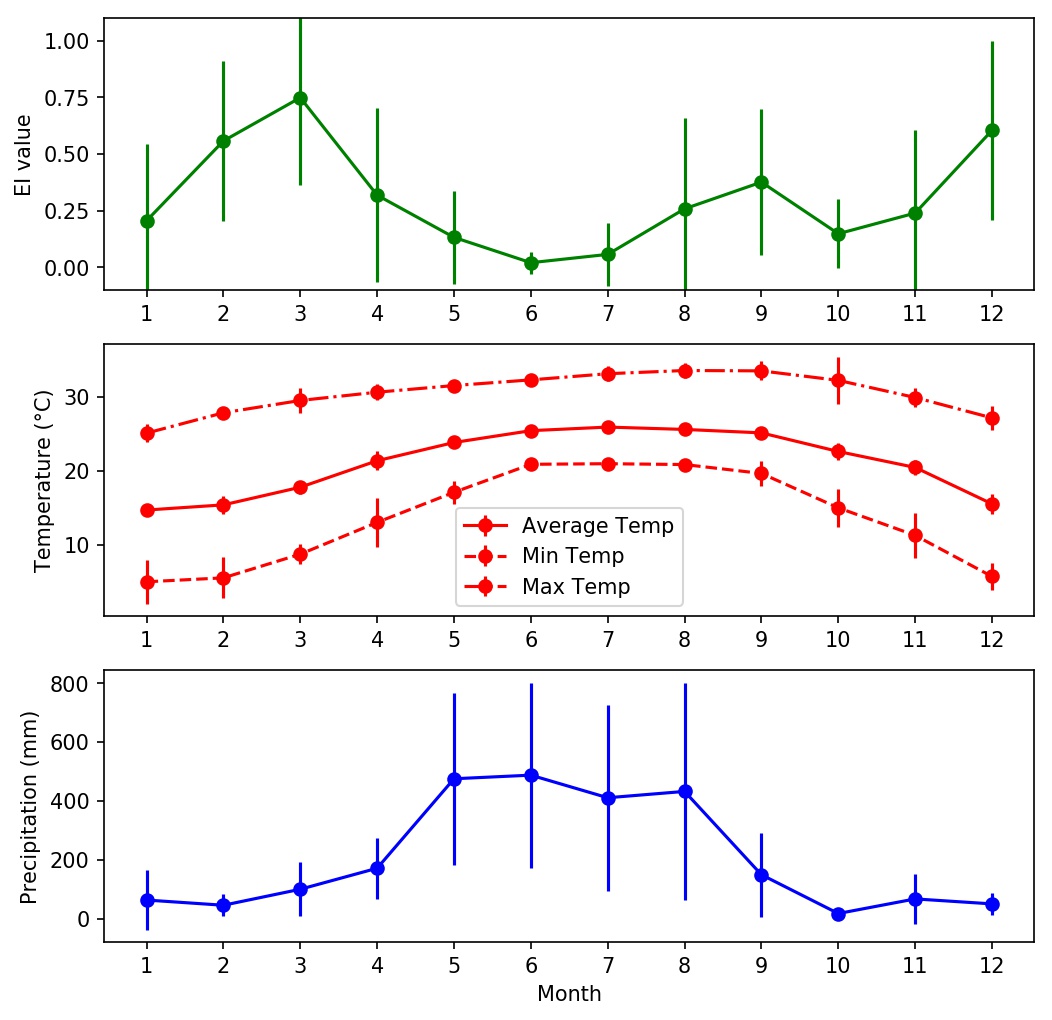 EI value
1.00
0.75
0.50
0.25
0.00
1 2 3 4 5 6 7 8 9 10 11 12
Temperature (°C)
30
20
10
Average Temp
Min Temp
Max Temp
1 2 3 4 5 6 7 8 9 10 11 12
Precipitation (mm)
800
600
400
200
0
1 2 3 4 5 6 7 8 9 10 11 12
Month